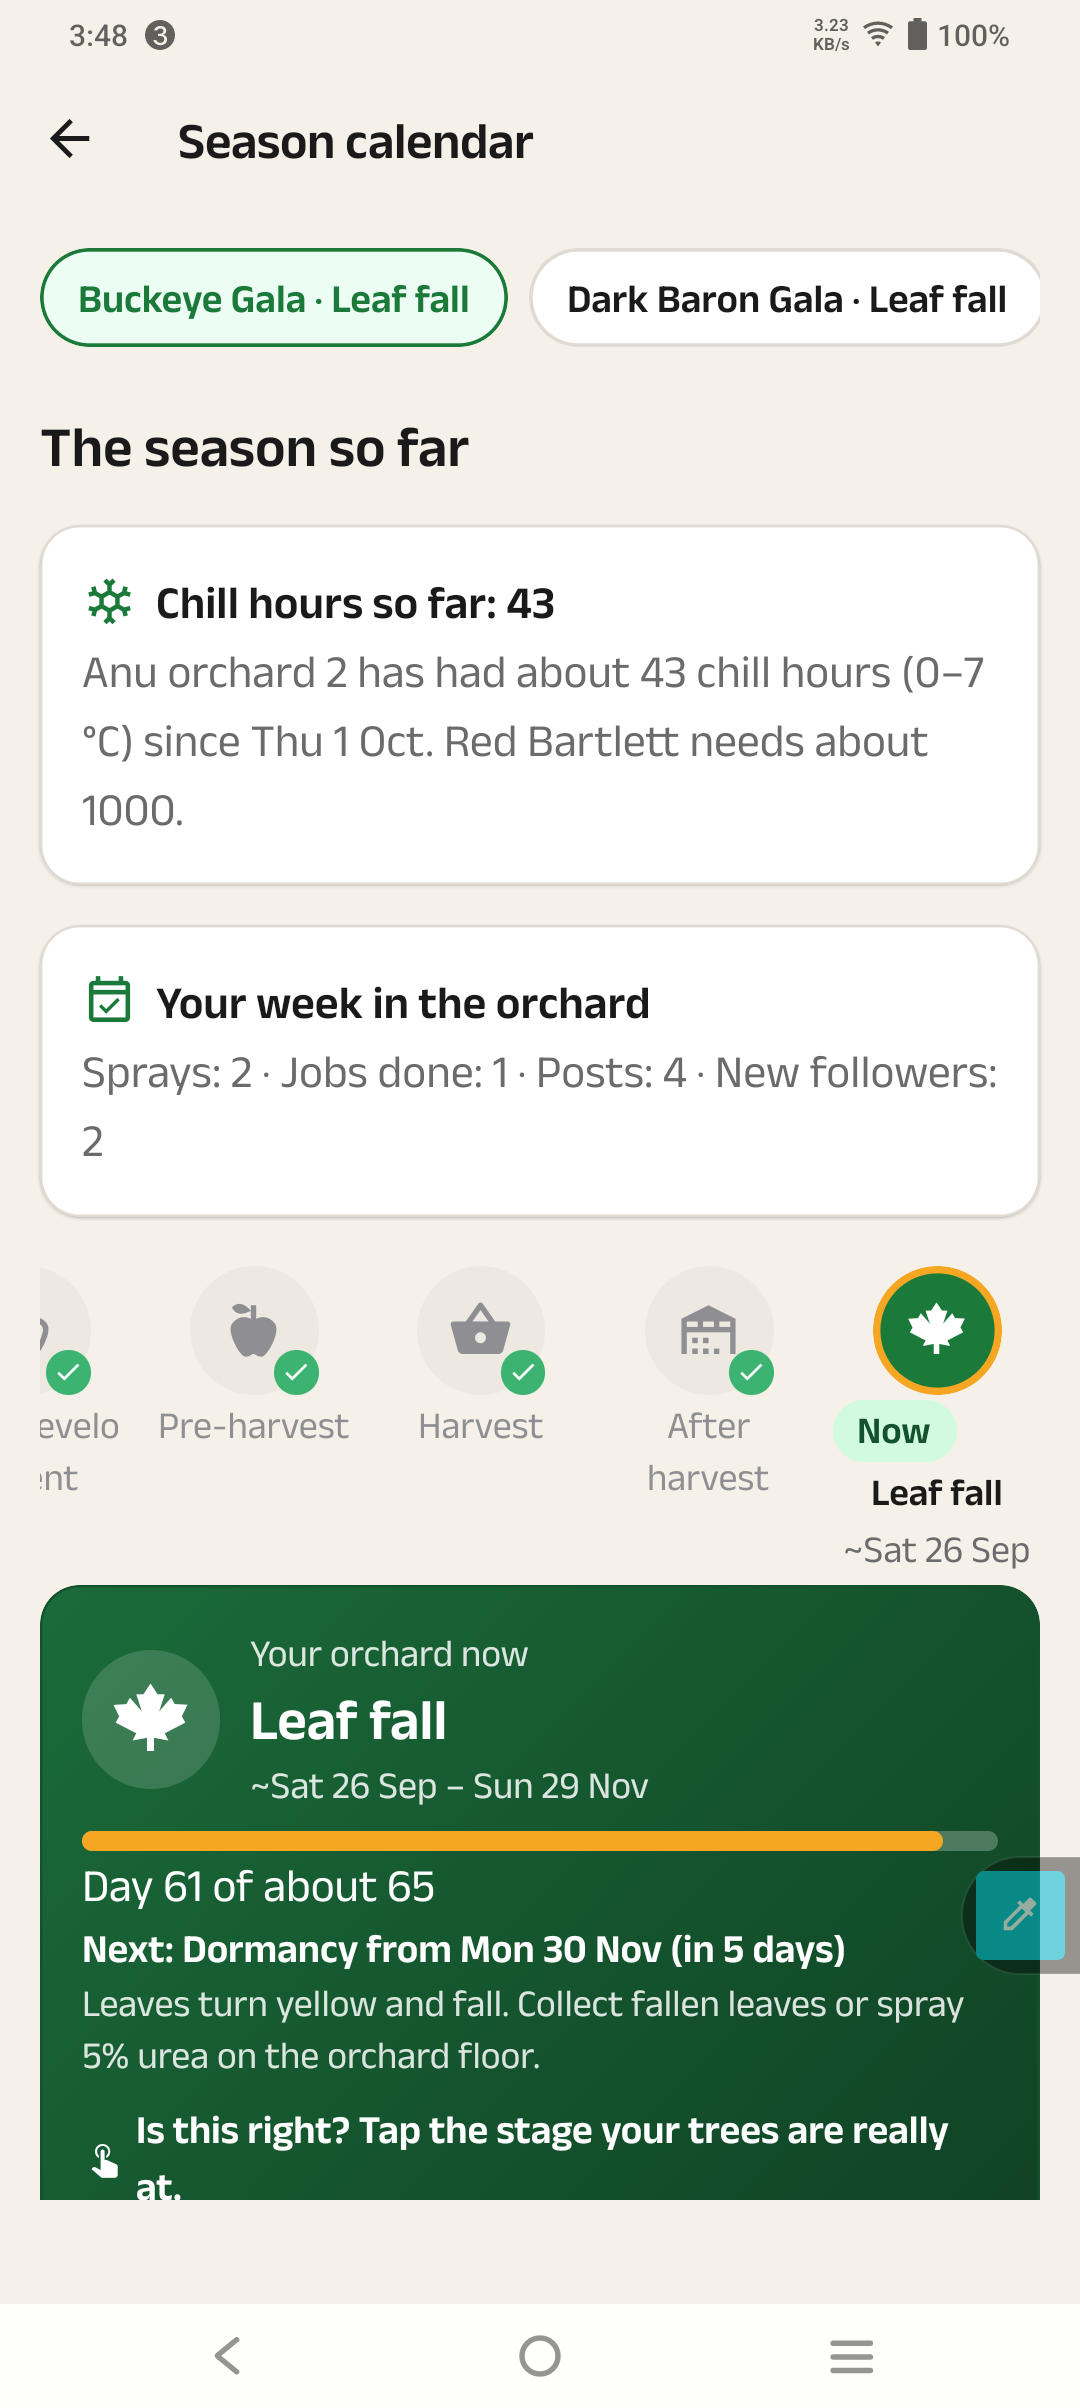 3:48 3 3.23 KB/s 100%
Season calendar
Buckeye Gala · Leaf fall Dark Baron Gala · Leaf fall
The season so far
Chill hours so far: 43
Anu orchard 2 has had about 43 chill hours (0–7
°C) since Thu 1 Oct. Red Bartlett needs about
1000.
Your week in the orchard
Sprays: 2 · Jobs done: 1 · Posts: 4 · New followers:
2
evelo
ent
Pre-harvest
Harvest
After
harvest
Now
Leaf fall
~Sat 26 Sep
Your orchard now
Leaf fall
~Sat 26 Sep – Sun 29 Nov
Day 61 of about 65
Next: Dormancy from Mon 30 Nov (in 5 days)
Leaves turn yellow and fall. Collect fallen leaves or spray
5% urea on the orchard floor.
Is this right? Tap the stage your trees are really
at.